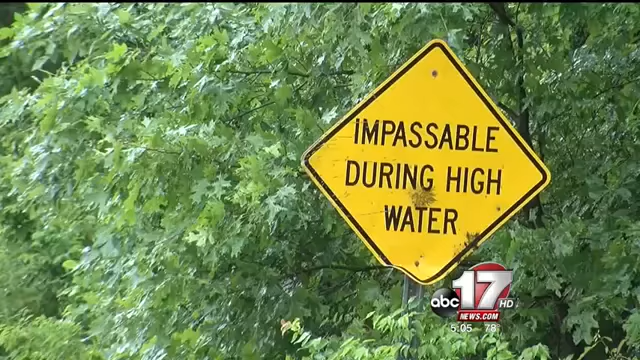 IMPASSABLE
DURING HIGH
WATER
abc 17 HD
NEWS.COM
5:05 78